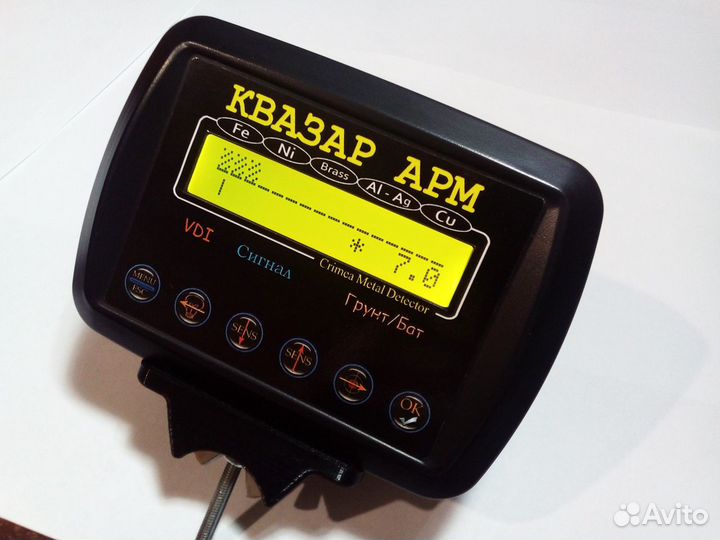 КВАЗАР АРМ
Fe Ni Brass Al - Ag Cu
* 7.0
VDI Сигнал Грунт/Бат
Crimea Metal Detector
MENU ESC SENS SENS OK
Avito